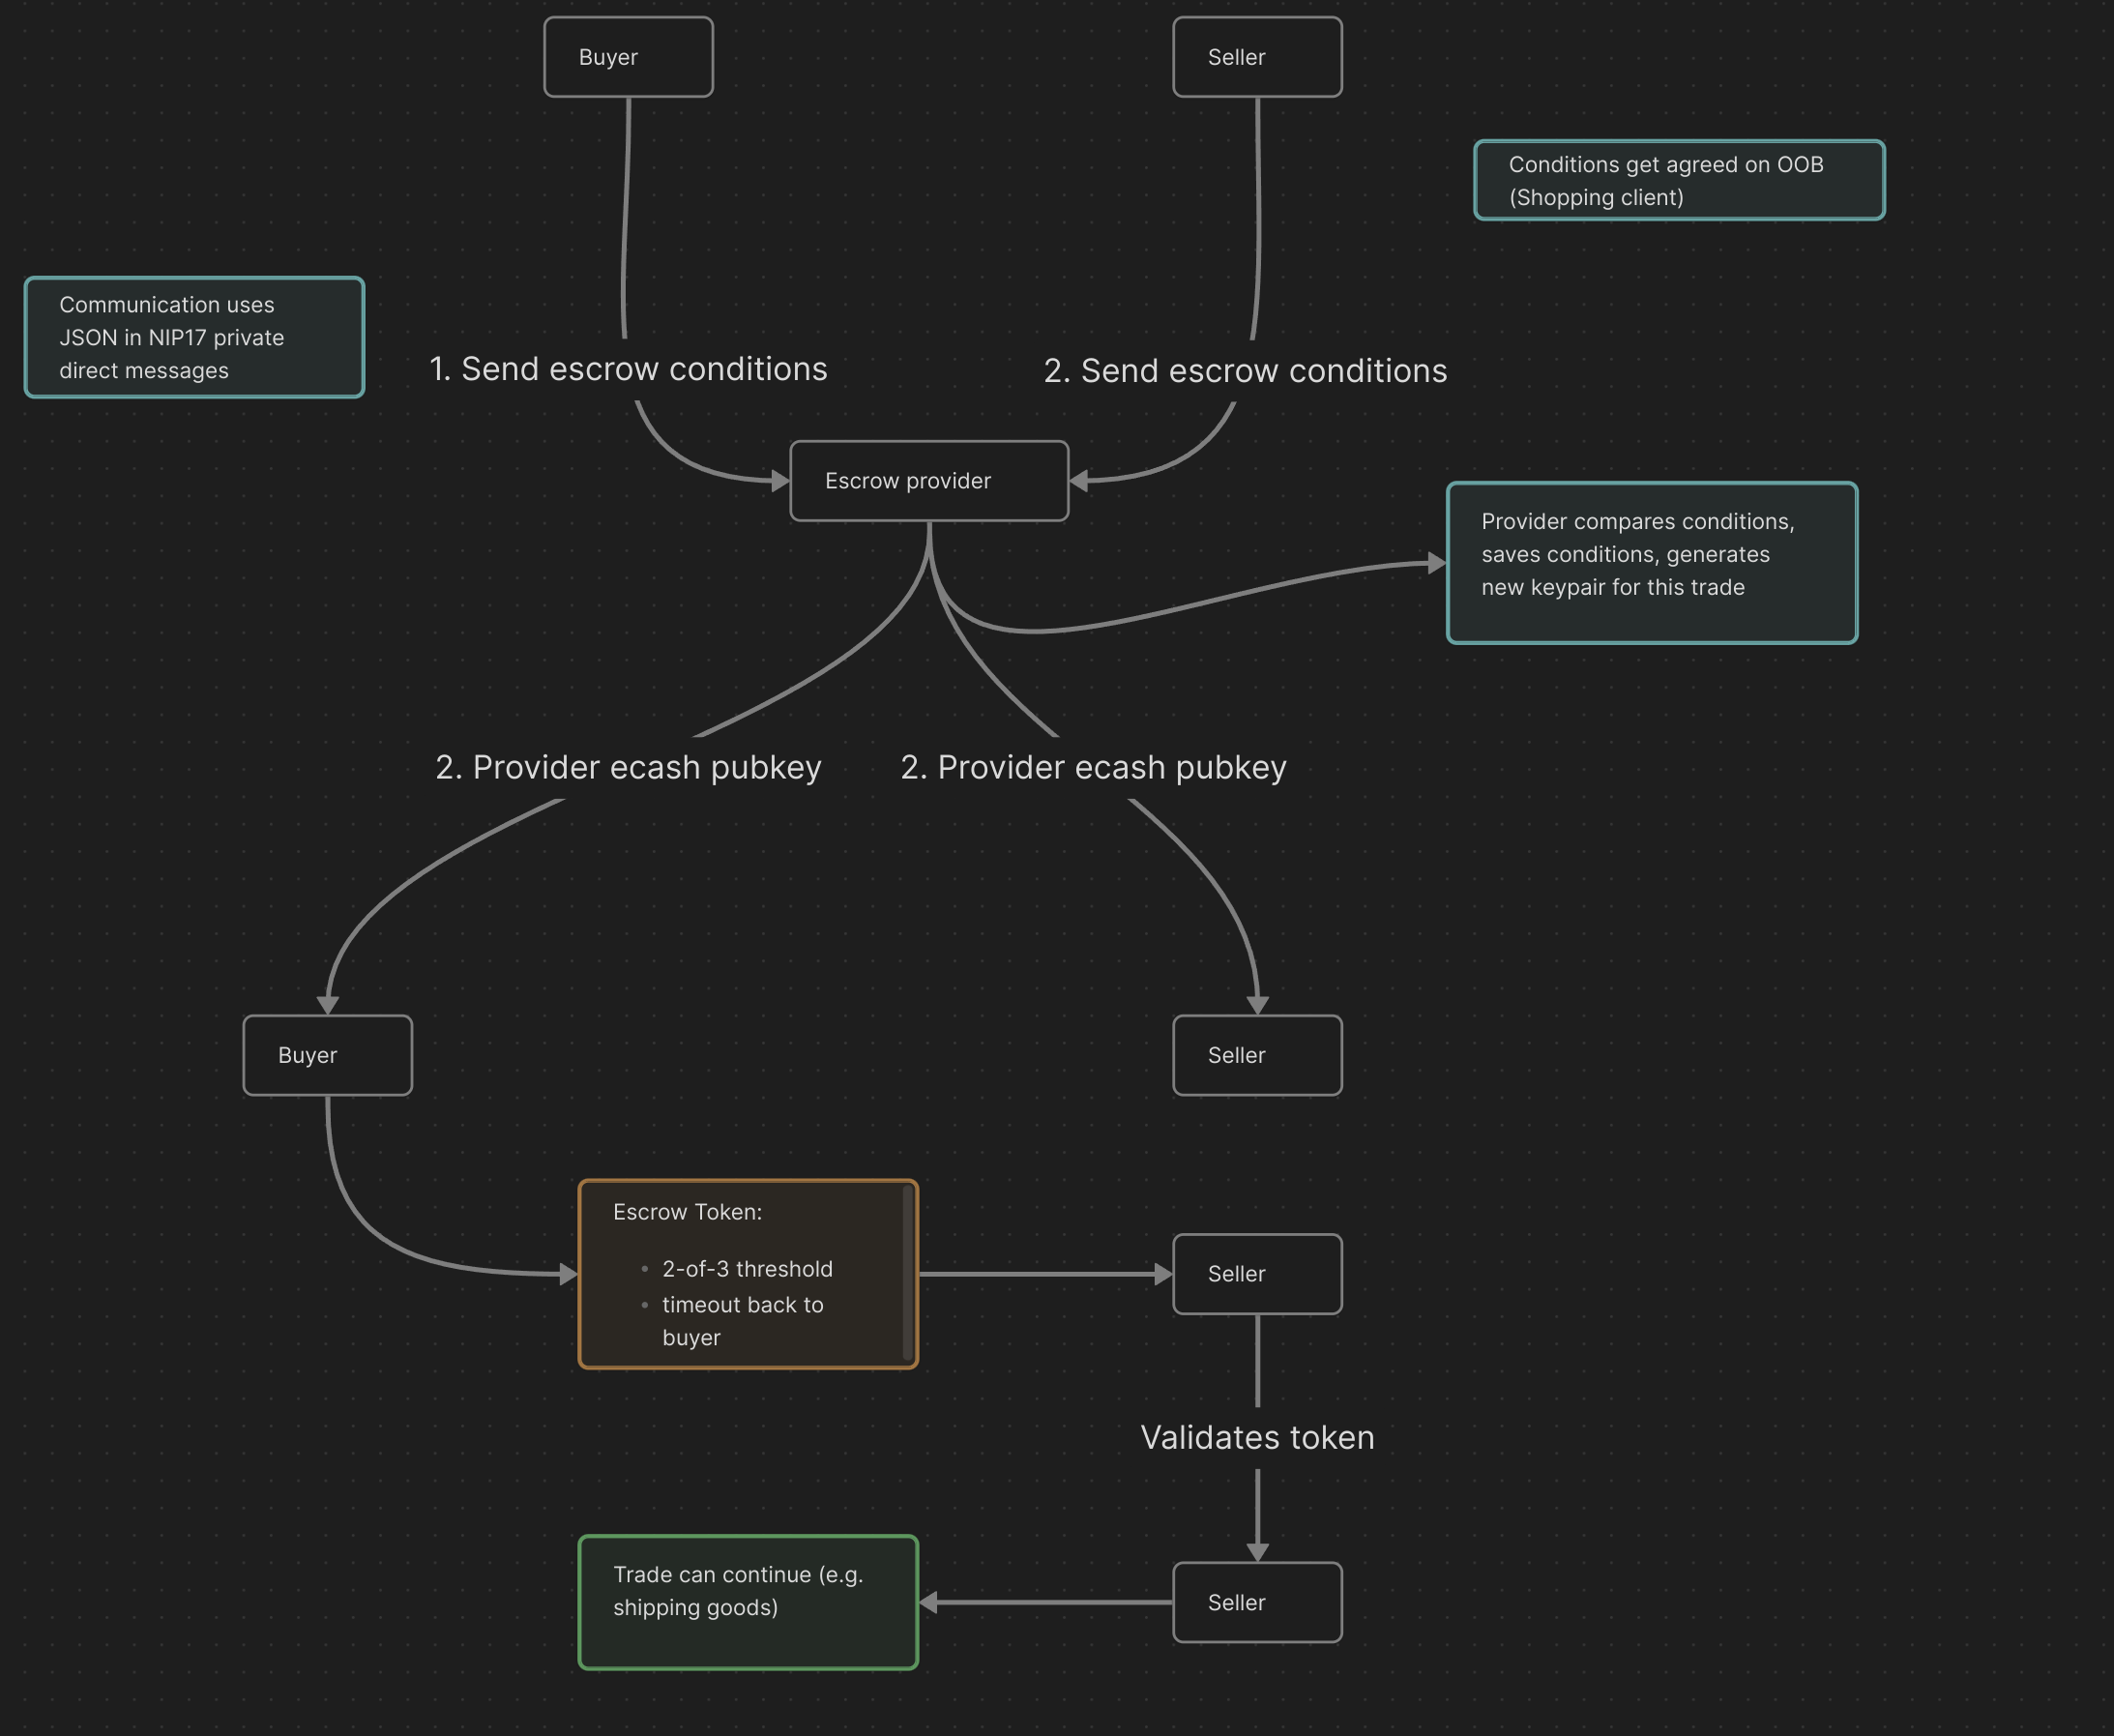 Buyer
Seller
Conditions get agreed on OOB
(Shopping client)
Communication uses
JSON in NIP17 private
direct messages
1. Send escrow conditions
2. Send escrow conditions
Escrow provider
Provider compares conditions,
saves conditions, generates
new keypair for this trade
2. Provider ecash pubkey
2. Provider ecash pubkey
Buyer
Seller
Escrow Token:
• 2-of-3 threshold
• timeout back to
buyer
Seller
Validates token
Trade can continue (e.g.
shipping goods)
Seller